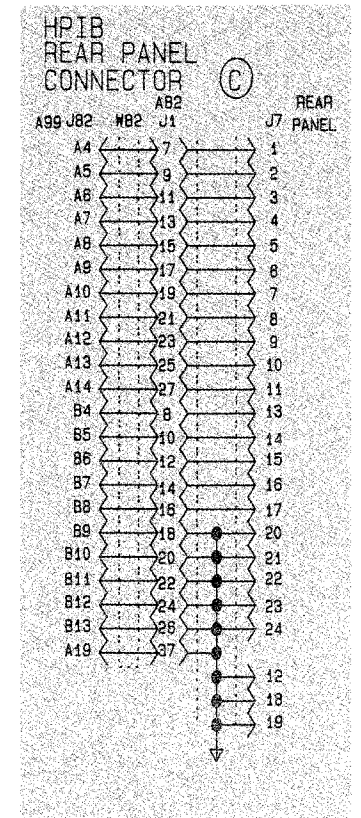 HPIB
REAR PANEL
CONNECTOR C
A82 REAR
A99 J82 W82 J1 J7 PANEL
A4 7 1
A5 9 2
A6 11 3
A7 13 4
A8 15 5
A9 17 6
A10 19 7
A11 21 8
A12 23 9
A13 25 10
A14 27 11
B4 8 13
B5 10 14
B6 12 15
B7 14 16
B8 16 17
B9 18 20
B10 20 21
B11 22 22
B12 24 23
B13 26 24
A19 37
12
18
19